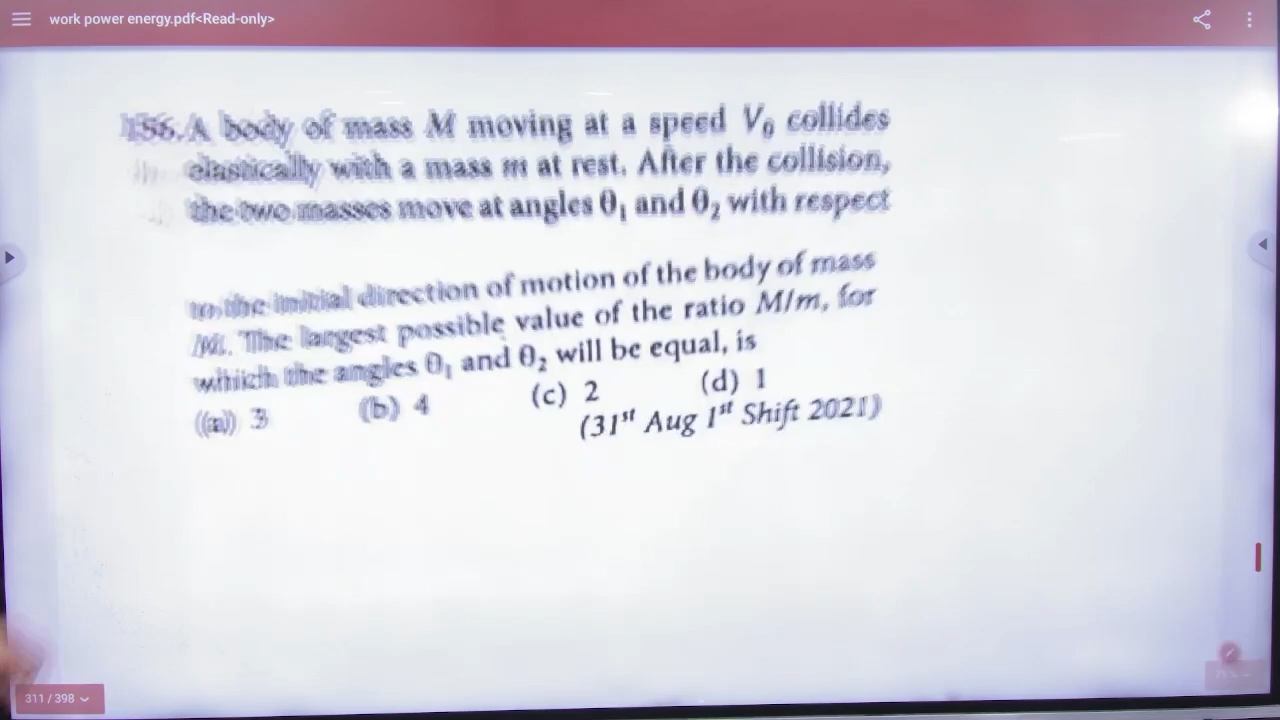 work power energy.pdf<Read-only>
156. A body of mass M moving at a speed V₀ collides
elastically with a mass m at rest. After the collision,
the two masses move at angles θ₁ and θ₂ with respect
to the initial direction of motion of the body of mass
M. The largest possible value of the ratio M/m, for
which the angles θ₁ and θ₂ will be equal, is
(a) 3 (b) 4 (c) 2 (d) 1
(31ˢᵗ Aug 1ˢᵗ Shift 2021)
311 / 398